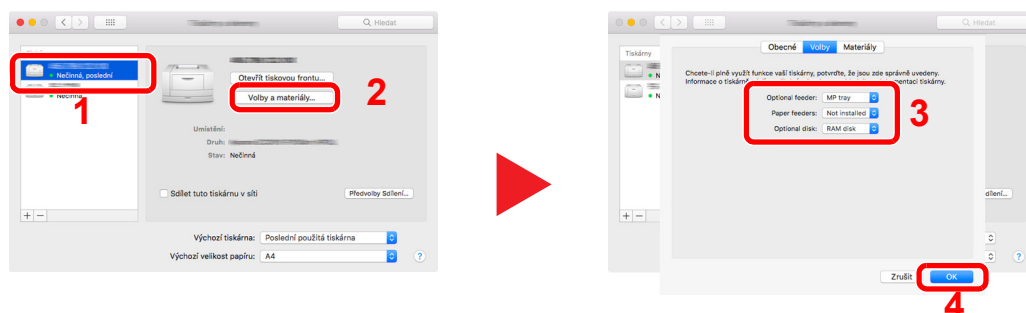 Hledat
Nečinná, poslední
Nečinná
1
Otevřít tiskovou frontu...
Volby a materiály...
2
Umístění:
Druh:
Stav: Nečinná
Sdílet tuto tiskárnu v síti
Předvolby Sdílení...
+ −
Výchozí tiskárna: Poslední použitá tiskárna
Výchozí velikost papíru: A4
?
Hledat
Tiskárny
N
N
Obecné Volby Materiály
Chcete-li plně využít funkce vaší tiskárny, potvrďte, že jsou zde správně uvedeny.
Optional feeder: MP tray
Paper feeders: Not installed
Optional disk: RAM disk
3
dílení...
+ −
?
Zrušit
OK
4